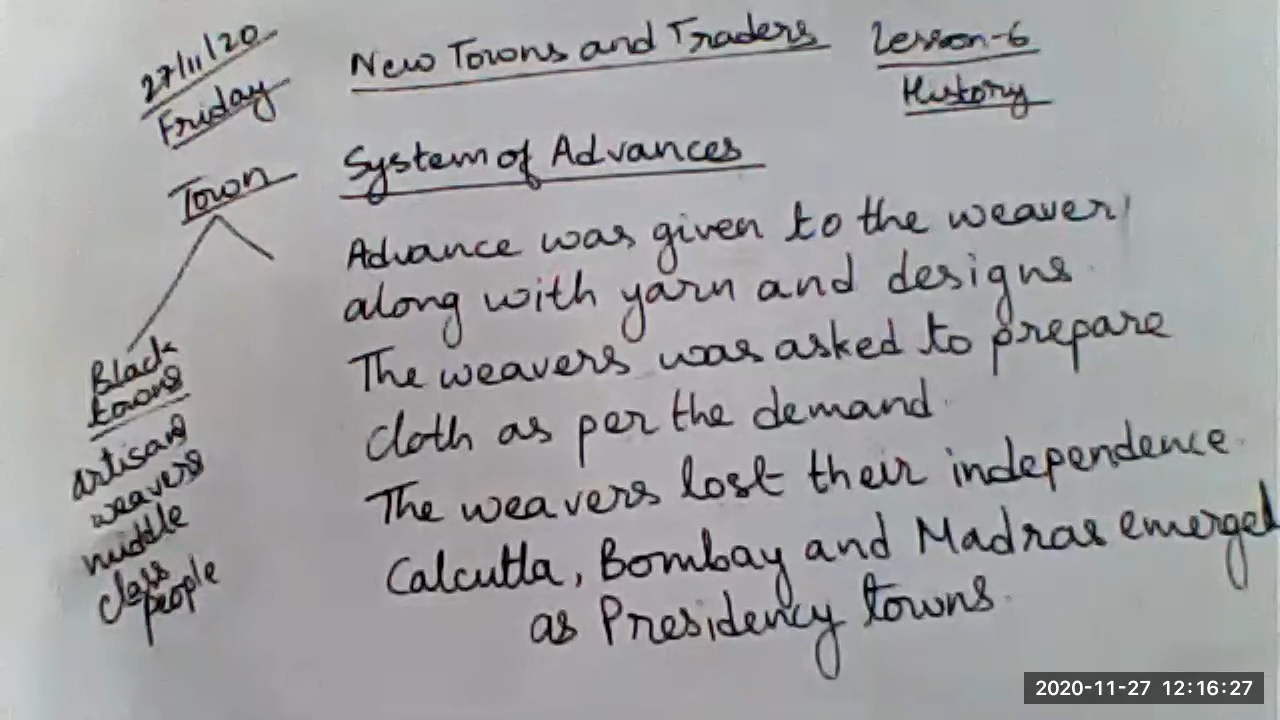 27/11/20
Friday
New Towns and Traders
Lesson-6
History
System of Advances
Town
Advance was given to the weaver
along with yarn and designs.
The weavers was asked to prepare
cloth as per the demand.
The weavers lost their independence.
Calcutta, Bombay and Madras emerged
as Presidency towns.
Black
towns
artisans
weavers
middle
class
people
2020-11-27 12:16:27